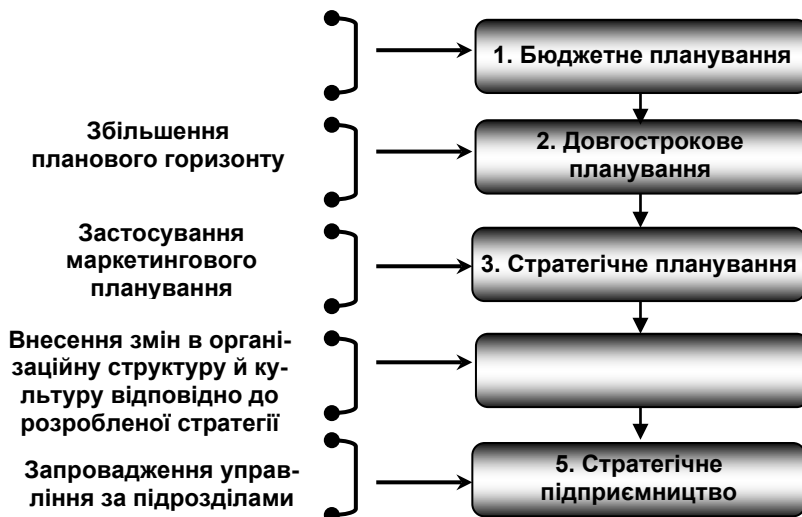 1. Бюджетне планування
Збільшення
планового горизонту
2. Довгострокове
планування
Застосування
маркетингового
планування
3. Стратегічне планування
Внесення змін в органі-
заційну структуру й ку-
льтуру відповідно до
розробленої стратегії
Запровадження управ-
ління за підрозділами
5. Стратегічне
підприємництво